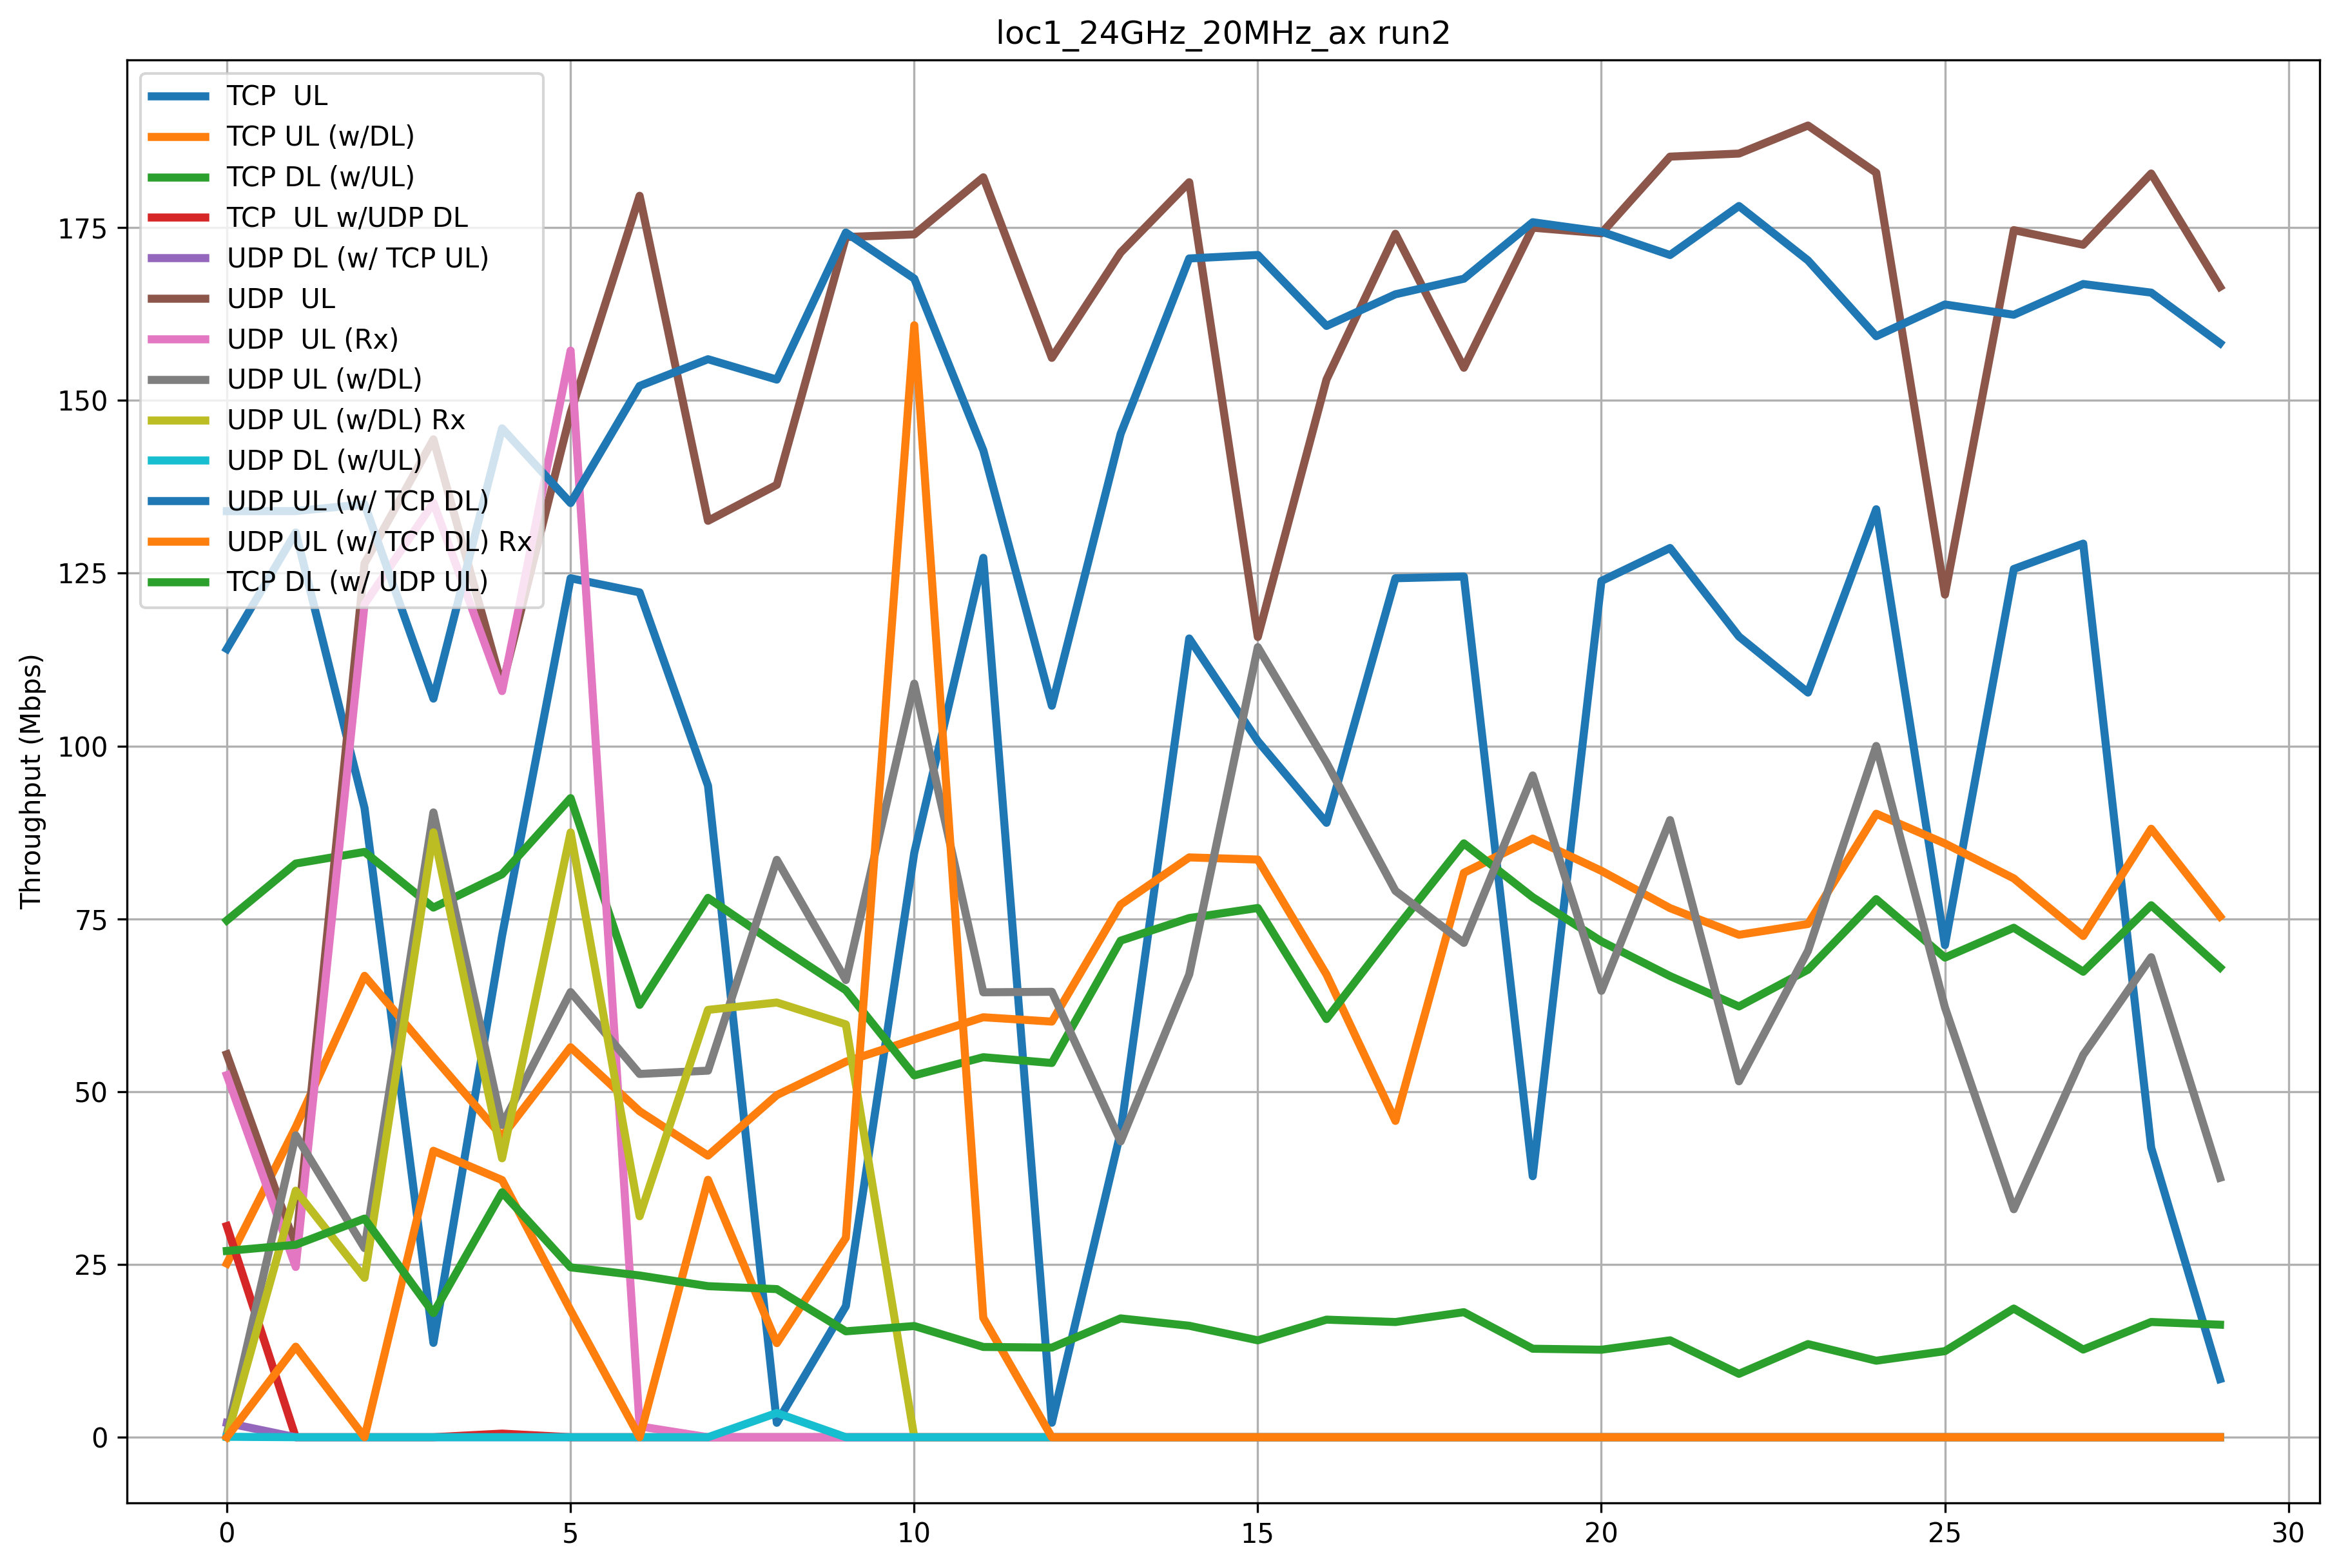 loc1_24GHz_20MHz_ax run2
TCP  UL
TCP UL (w/DL)
TCP DL (w/UL)
TCP  UL w/UDP DL
UDP DL (w/ TCP UL)
UDP  UL
UDP  UL (Rx)
UDP UL (w/DL)
UDP UL (w/DL) Rx
UDP DL (w/UL)
UDP UL (w/ TCP DL)
UDP UL (w/ TCP DL) Rx
TCP DL (w/ UDP UL)
Throughput (Mbps)
175
150
125
100
75
50
25
0
0 5 10 15 20 25 30